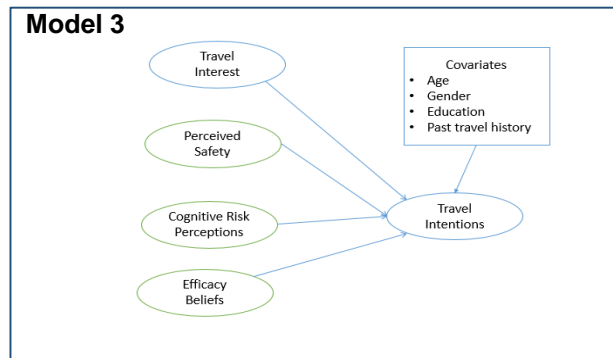 Model 3
Travel
Interest
Perceived
Safety
Cognitive Risk
Perceptions
Efficacy
Beliefs
Covariates
• Age
• Gender
• Education
• Past travel history
Travel
Intentions